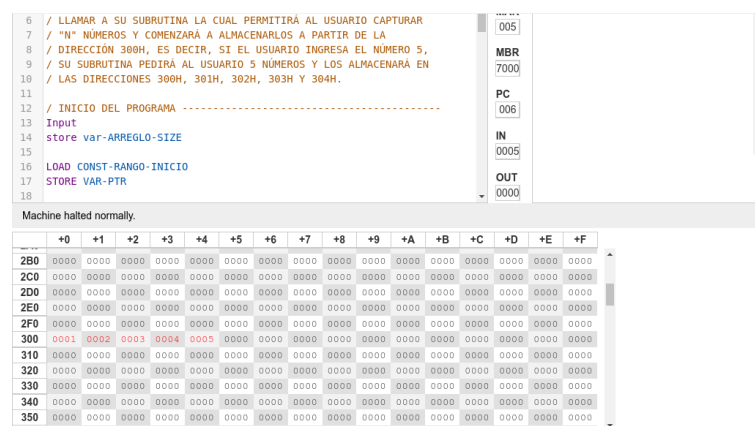 6 / LLAMAR A SU SUBRUTINA LA CUAL PERMITIRÁ AL USUARIO CAPTURAR
7 / "N" NÚMEROS Y COMENZARÁ A ALMACENARLOS A PARTIR DE LA
8 / DIRECCIÓN 300H, ES DECIR, SI EL USUARIO INGRESA EL NÚMERO 5,
9 / SU SUBRUTINA PEDIRÁ AL USUARIO 5 NÚMEROS Y LOS ALMACENARÁ EN
10 / LAS DIRECCIONES 300H, 301H, 302H, 303H Y 304H.
11
12 / INICIO DEL PROGRAMA ------------------------------------------
13 Input
14 store var-ARREGLO-SIZE
15
16 LOAD CONST-RANGO-INICIO
17 STORE VAR-PTR
18
005
MBR
7000
PC
006
IN
0005
OUT
0000
Machine halted normally.
+0 +1 +2 +3 +4 +5 +6 +7 +8 +9 +A +B +C +D +E +F
2B0 0000 0000 0000 0000 0000 0000 0000 0000 0000 0000 0000 0000 0000 0000 0000 0000
2C0 0000 0000 0000 0000 0000 0000 0000 0000 0000 0000 0000 0000 0000 0000 0000 0000
2D0 0000 0000 0000 0000 0000 0000 0000 0000 0000 0000 0000 0000 0000 0000 0000 0000
2E0 0000 0000 0000 0000 0000 0000 0000 0000 0000 0000 0000 0000 0000 0000 0000 0000
2F0 0000 0000 0000 0000 0000 0000 0000 0000 0000 0000 0000 0000 0000 0000 0000 0000
300 0001 0002 0003 0004 0005 0000 0000 0000 0000 0000 0000 0000 0000 0000 0000 0000
310 0000 0000 0000 0000 0000 0000 0000 0000 0000 0000 0000 0000 0000 0000 0000 0000
320 0000 0000 0000 0000 0000 0000 0000 0000 0000 0000 0000 0000 0000 0000 0000 0000
330 0000 0000 0000 0000 0000 0000 0000 0000 0000 0000 0000 0000 0000 0000 0000 0000
340 0000 0000 0000 0000 0000 0000 0000 0000 0000 0000 0000 0000 0000 0000 0000 0000
350 0000 0000 0000 0000 0000 0000 0000 0000 0000 0000 0000 0000 0000 0000 0000 0000